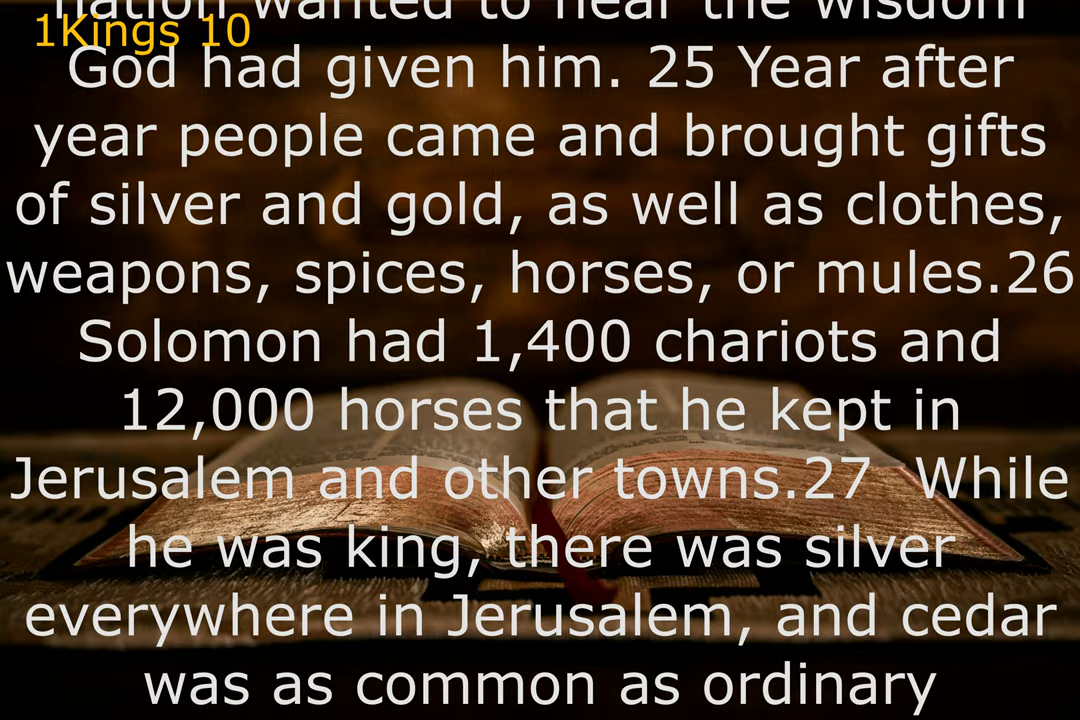 nation wanted to hear the wisdom
1Kings 10
God had given him. 25 Year after
year people came and brought gifts
of silver and gold, as well as clothes,
weapons, spices, horses, or mules.26
Solomon had 1,400 chariots and
12,000 horses that he kept in
Jerusalem and other towns.27  While
he was king, there was silver
everywhere in Jerusalem, and cedar
was as common as ordinary